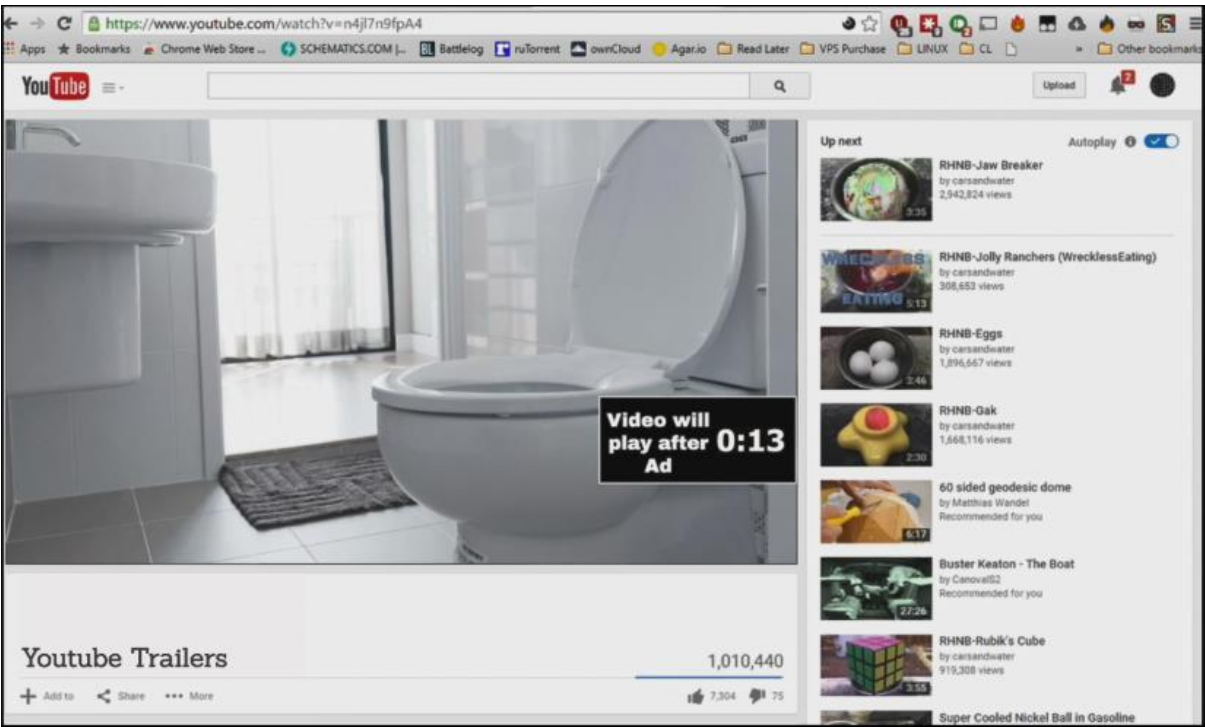 https://www.youtube.com/watch?v=n4jl7n9fpA4
Apps Bookmarks Chrome Web Store ... SCHEMATICS.COM |... Battlelog ruTorrent ownCloud Agar.io Read Later VPS Purchase LINUX CL » Other bookmarks
YouTube
Upload
2
Video will
play after 0:13
Ad
Youtube Trailers
1,010,440
Add to Share More
7,304 75
Up next Autoplay
RHNB-Jaw Breaker
by carsandwater
2,942,824 views
3:35
RHNB-Jolly Ranchers (WrecklessEating)
by carsandwater
308,653 views
WRECKLESS
EATING
5:13
RHNB-Eggs
by carsandwater
1,896,667 views
3:46
RHNB-Gak
by carsandwater
1,668,116 views
2:30
60 sided geodesic dome
by Matthias Wandel
Recommended for you
6:17
Buster Keaton - The Boat
by CanovalS2
Recommended for you
27:26
RHNB-Rubik's Cube
by carsandwater
919,308 views
3:55
Super Cooled Nickel Ball in Gasoline